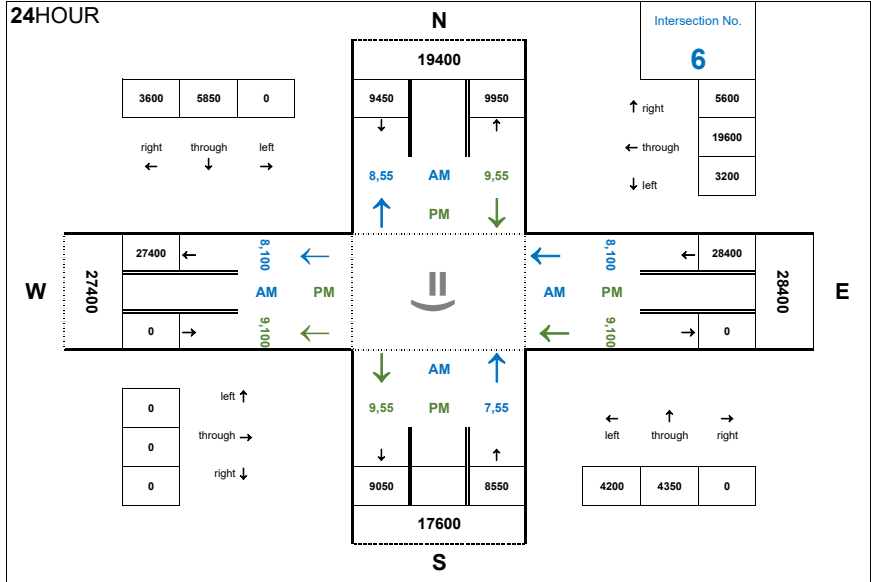 24HOUR
N
Intersection No.
6
19400
3600 5850 0
9450 9950
right through left
← ↓ →
↓ ↑
↑ right 5600
← through 19600
↓ left 3200
8,55 AM 9,55
PM
W
27400
27400 ←
8,100
AM PM
0 →
9,100
8,100
AM PM
9,100
← 28400
→ 0
28400
E
=)
AM
9,55 PM 7,55
0 left ↑
0 through →
0 right ↓
← ↑ →
left through right
4200 4350 0
↓ ↑
9050 8550
17600
S